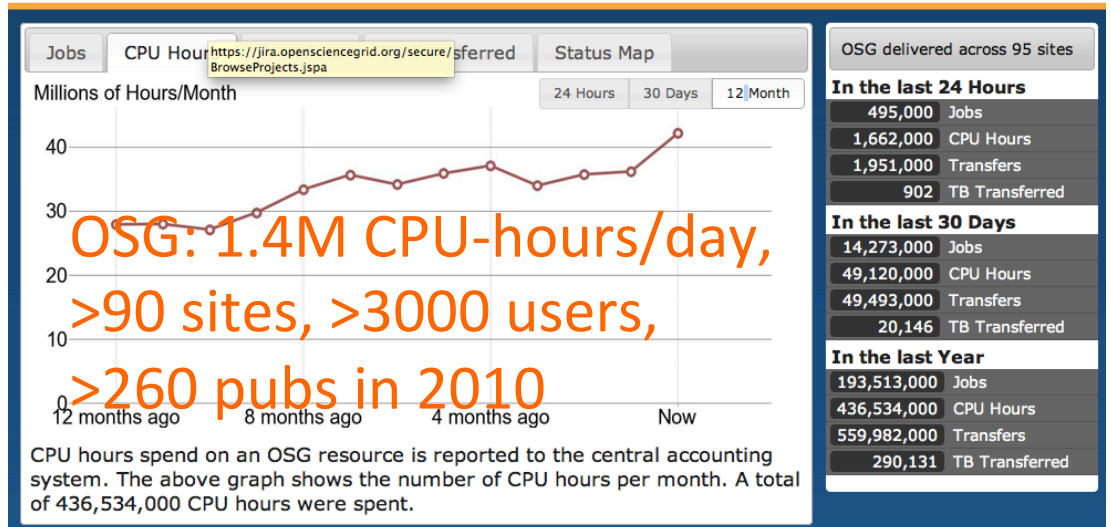 Jobs
CPU Hour
sferred
Status Map
https://jira.opensciencegrid.org/secure/
BrowseProjects.jspa
Millions of Hours/Month
24 Hours
30 Days
12 Month
40
30
20
10
0
12 months ago
8 months ago
4 months ago
Now
OSG: 1.4M CPU-hours/day,
>90 sites, >3000 users,
>260 pubs in 2010
CPU hours spend on an OSG resource is reported to the central accounting
system. The above graph shows the number of CPU hours per month. A total
of 436,534,000 CPU hours were spent.
OSG delivered across 95 sites
In the last 24 Hours
495,000 Jobs
1,662,000 CPU Hours
1,951,000 Transfers
902 TB Transferred
In the last 30 Days
14,273,000 Jobs
49,120,000 CPU Hours
49,493,000 Transfers
20,146 TB Transferred
In the last Year
193,513,000 Jobs
436,534,000 CPU Hours
559,982,000 Transfers
290,131 TB Transferred